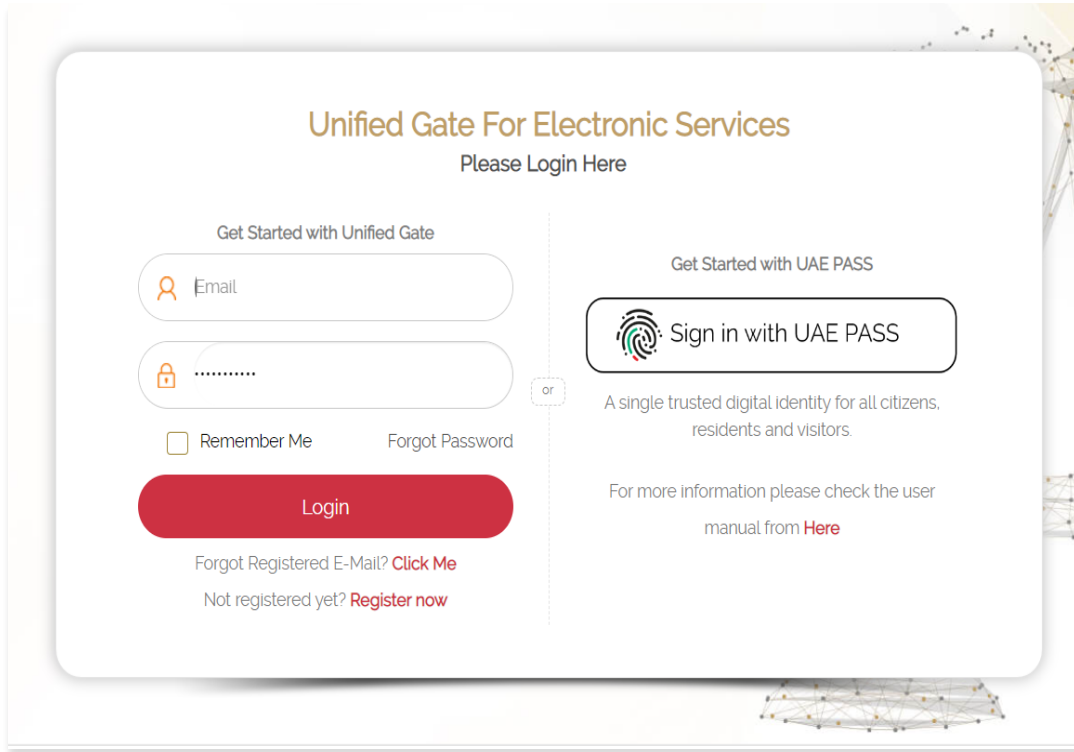 Unified Gate For Electronic Services
Please Login Here
Get Started with Unified Gate
Email
•••••••••••
Remember Me
Forgot Password
Login
Forgot Registered E-Mail? Click Me
Not registered yet? Register now
or
Get Started with UAE PASS
Sign in with UAE PASS
A single trusted digital identity for all citizens,
residents and visitors.
For more information please check the user
manual from Here